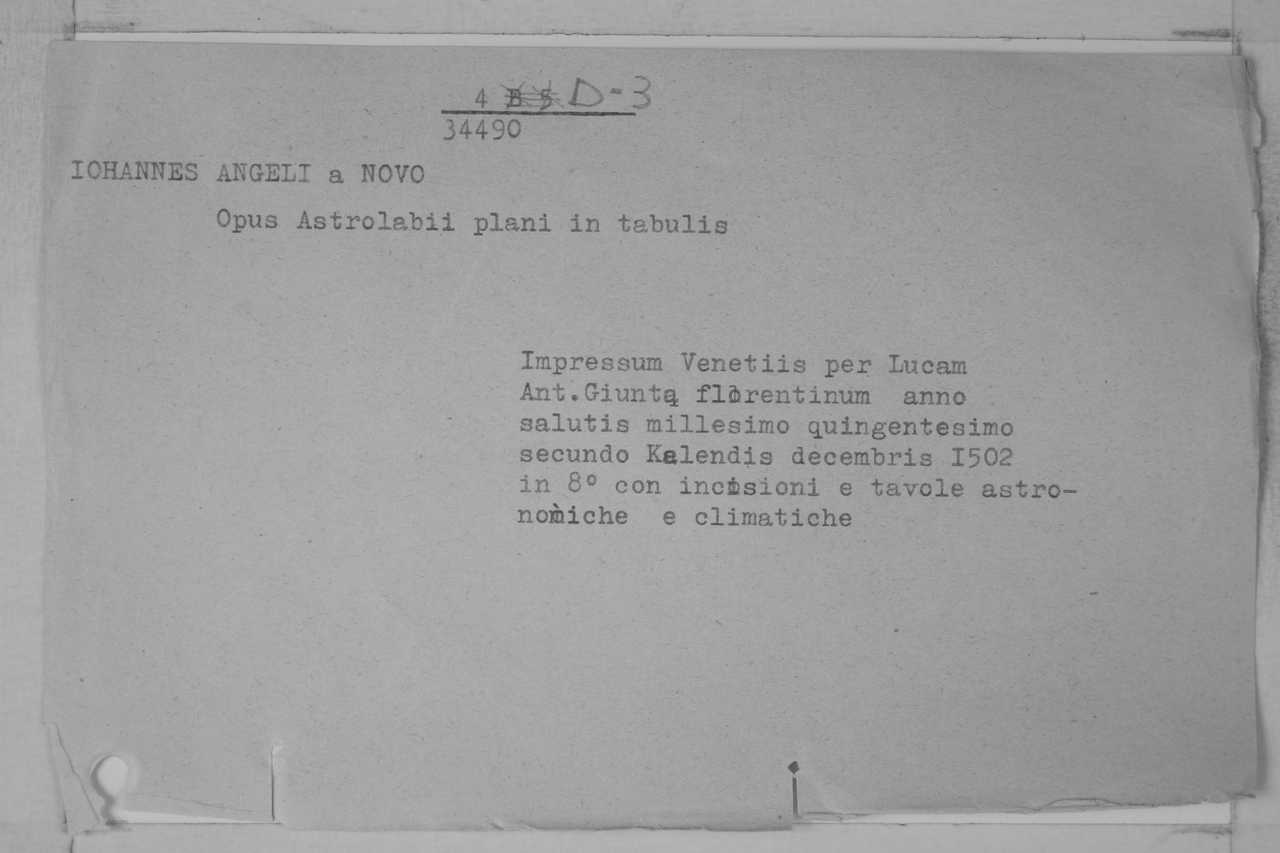 4 B 5 D-3
34490
IOHANNES ANGELI a NOVO
Opus Astrolabii plani in tabulis
Impressum Venetiis per Lucam
Ant.Giunta florentinum anno
salutis millesimo quingentesimo
secundo Kalendis decembris I502
in 8° con incisioni e tavole astro-
nomiche e climatiche